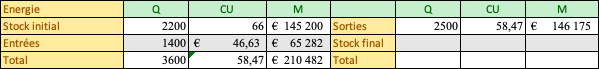 Energie Q CU M Q CU M
Stock initial 2200 66 € 145 200 Sorties 2500 58,47 € 146 175
Entrées 1400 € 46,63 € 65 282 Stock final
Total 3600 58,47 € 210 482 Total